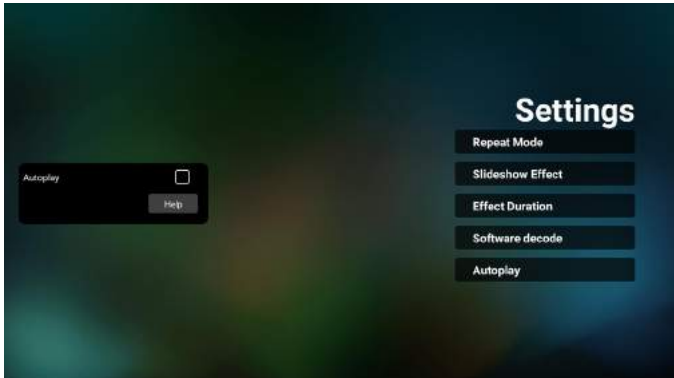 Settings
Repeat Mode
Slideshow Effect
Effect Duration
Software decode
Autoplay
Autoplay
Help